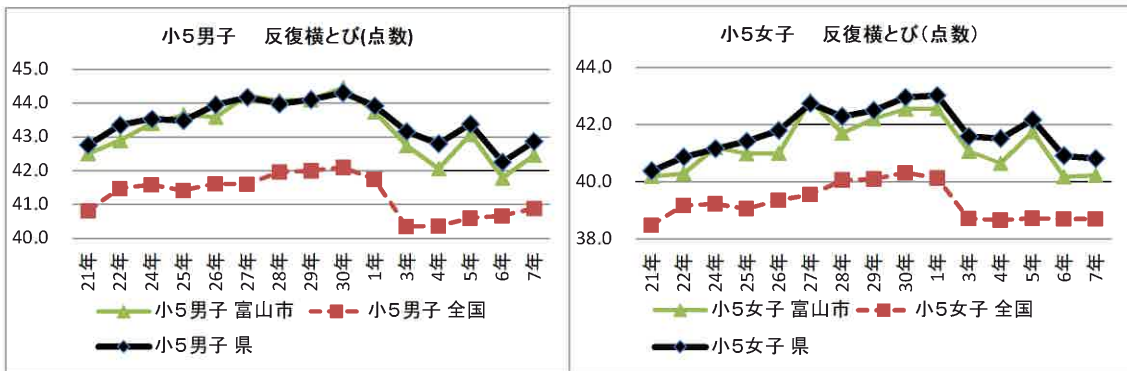 小5男子 反復横とび(点数)
45.0
44.0
43.0
42.0
41.0
40.0
21年 22年 24年 25年 26年 27年 28年 29年 30年 1年 3年 4年 5年 6年 7年
小5男子 富山市 小5男子 全国
小5男子 県
小5女子 反復横とび(点数)
44.0
42.0
40.0
38.0
21年 22年 24年 25年 26年 27年 28年 29年 30年 1年 3年 4年 5年 6年 7年
小5女子 富山市 小5女子 全国
小5女子 県